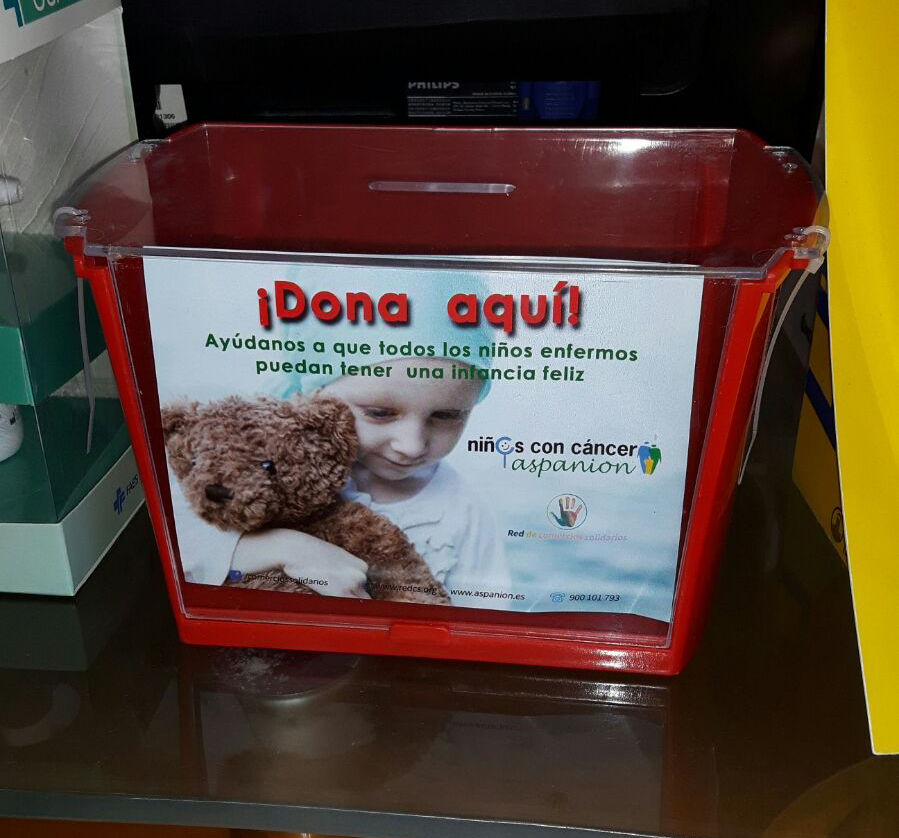 PHILIPS
¡Dona aquí!
Ayúdanos a que todos los niños enfermos
puedan tener una infancia feliz
niños con cáncer
aspanion
Red de comercios solidarios
/comerciossolidarios
www.redcs.org
www.aspanion.es
900 101 793
FAES